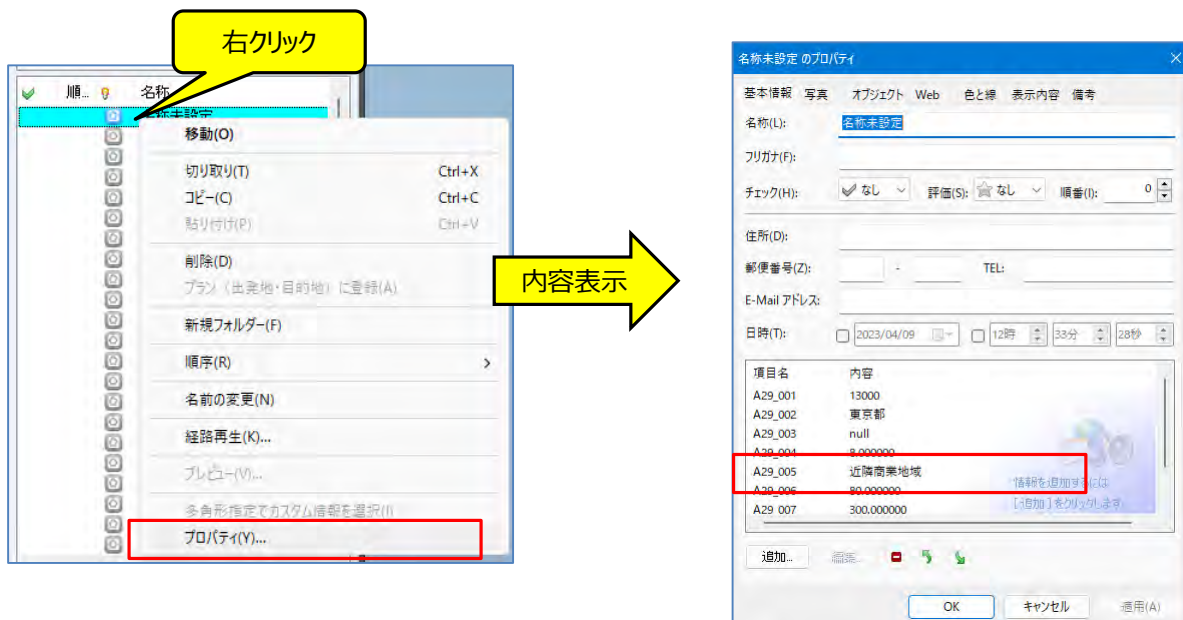 右クリック
順... 名称
名称未設定
移動(O)
切り取り(T) Ctrl+X
コピー(C) Ctrl+C
貼り付け(P) Ctrl+V
削除(D)
プラン（出発地・目的地）に登録(A)
新規フォルダー(F)
順序(R) >
名前の変更(N)
経路再生(K)...
プレビュー(V)...
多角形指定でカスタム情報を選択(I)
プロパティ(Y)...
内容表示
名称未設定 のプロパティ
基本情報 写真 オブジェクト Web 色と線 表示内容 備考
名称(L): 名称未設定
フリガナ(F):
チェック(H): なし 評価(S): なし 順番(I): 0
住所(D):
郵便番号(Z): - TEL:
E-Mail アドレス:
日時(T): 2023/04/09 12時 33分 28秒
項目名 内容
A29_001 13000
A29_002 東京都
A29_003 null
A29_004 8.000000
A29_005 近隣商業地域
A29_006 80.000000
A29_007 300.000000
情報を追加するには
[追加]をクリックします。
追加... 編集...
OK キャンセル 適用(A)